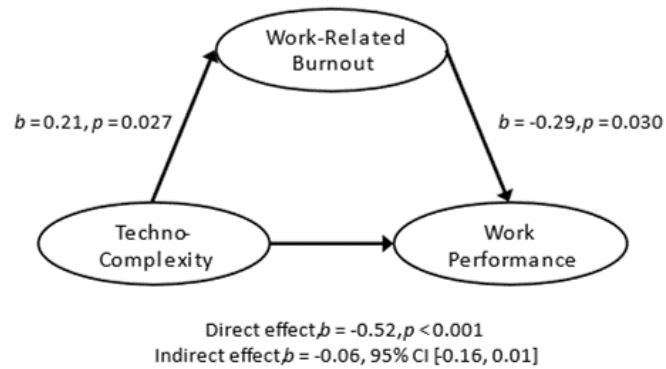 Work-Related
Burnout
b = 0.21, p = 0.027
b = -0.29, p = 0.030
Techno-
Complexity
Work
Performance
Direct effect, b = -0.52, p < 0.001
Indirect effect, b = -0.06, 95% CI [-0.16, 0.01]